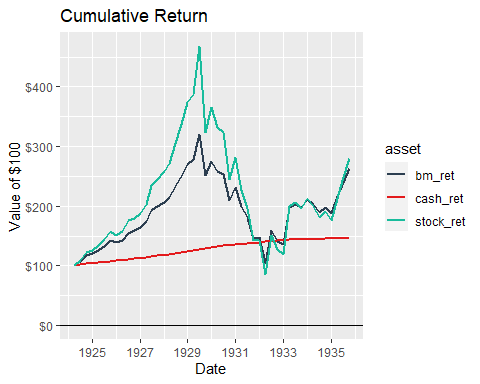 Cumulative Return
Value of $100
$400
$300
$200
$100
$0
1925 1927 1929 1931 1933 1935
Date
asset
bm_ret
cash_ret
stock_ret